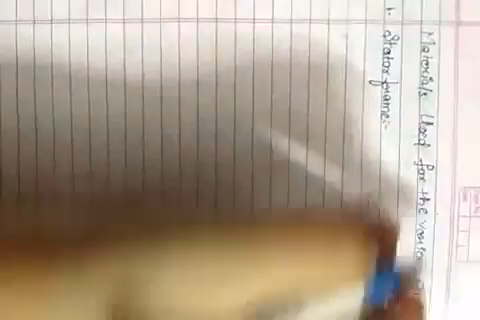 Materials Used for the
1. Stator frame:-